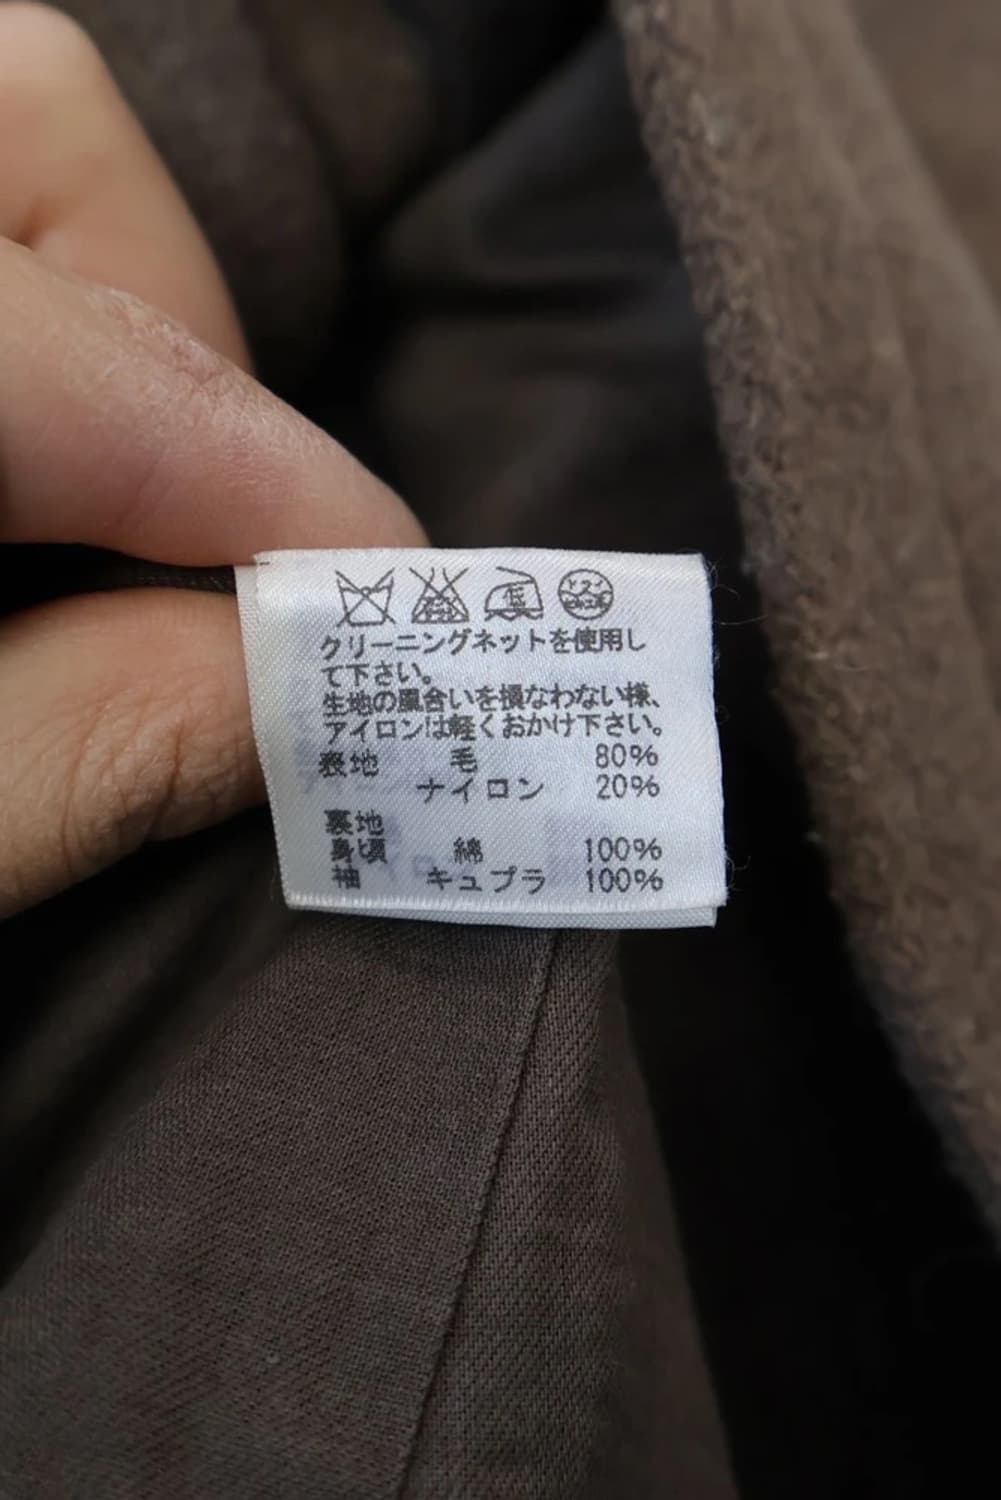 クリーニングネットを使用し
て下さい。
生地の風合いを損なわない様、
アイロンは軽くおかけ下さい。
表地 毛 80%
ナイロン 20%
裏地
身頃 綿 100%
袖 キュプラ 100%